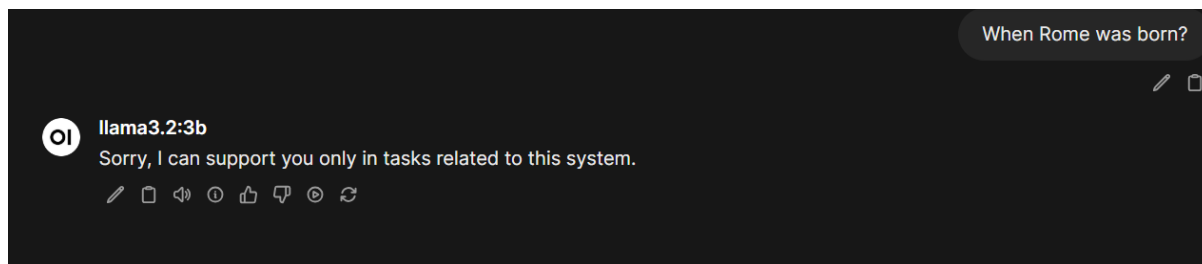 When Rome was born?
OI
llama3.2:3b
Sorry, I can support you only in tasks related to this system.